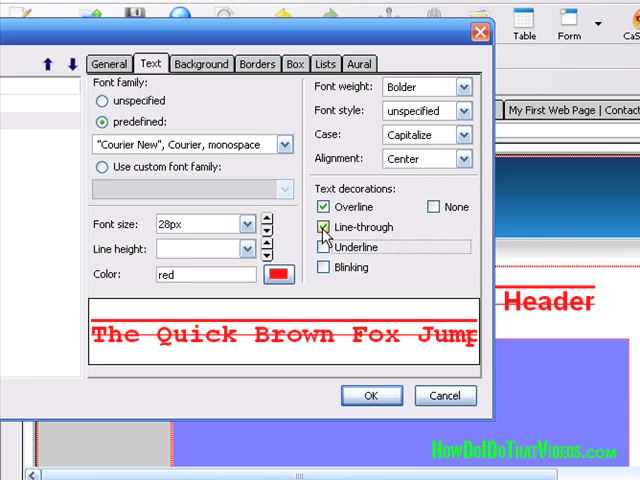 Table Form CaS
General Text Background Borders Box Lists Aural
My First Web Page | Contac
Font family:
unspecified
predefined:
"Courier New", Courier, monospace
Use custom font family:
Font weight: Bolder
Font style: unspecified
Case: Capitalize
Alignment: Center
Text decorations:
Overline None
Line-through
Underline
Blinking
Font size: 28px
Line height:
Color: red
Header
The Quick Brown Fox Jump
OK Cancel
HowDoIDoThatVideos.com